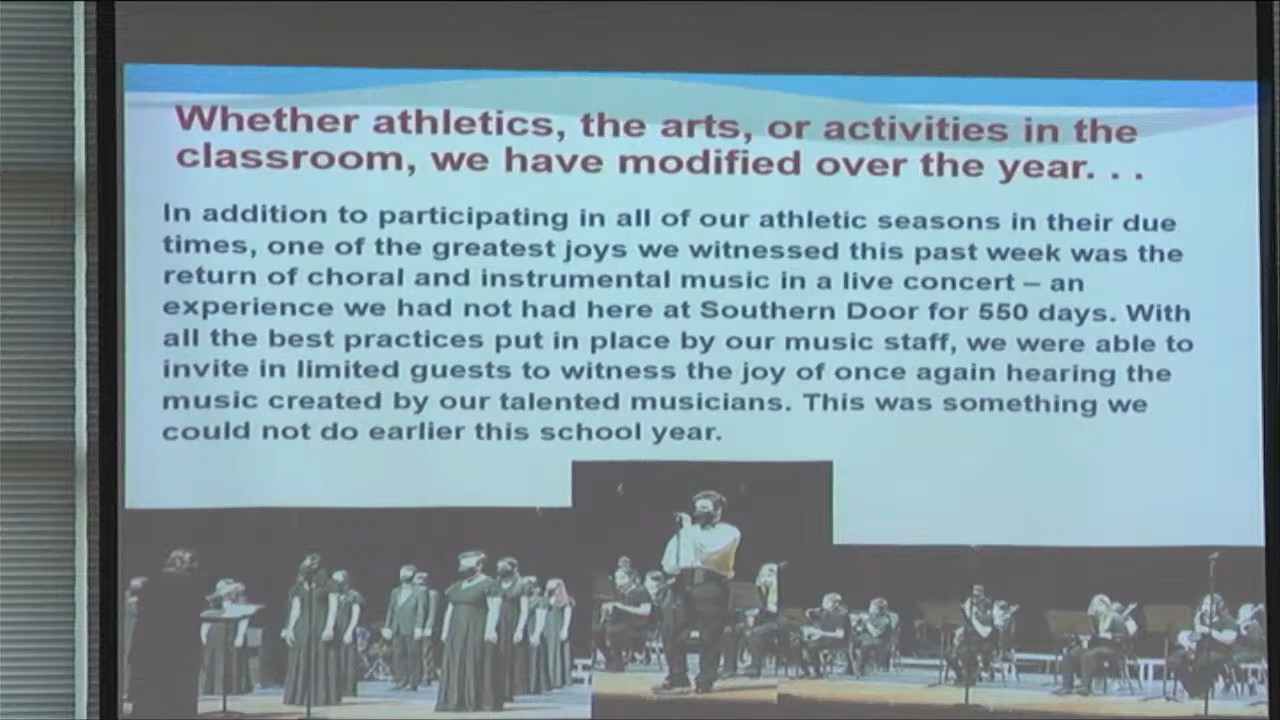 Whether athletics, the arts, or activities in the
classroom, we have modified over the year. . .
In addition to participating in all of our athletic seasons in their due
times, one of the greatest joys we witnessed this past week was the
return of choral and instrumental music in a live concert – an
experience we had not had here at Southern Door for 550 days. With
all the best practices put in place by our music staff, we were able to
invite in limited guests to witness the joy of once again hearing the
music created by our talented musicians. This was something we
could not do earlier this school year.